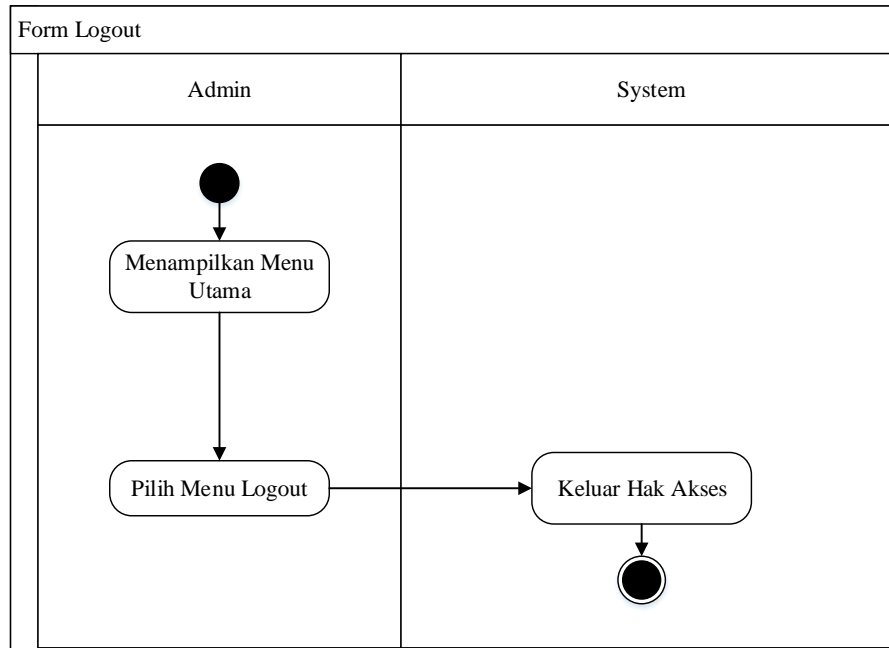 Form Logout
Admin
System
Menampilkan Menu
Utama
Pilih Menu Logout
Keluar Hak Akses